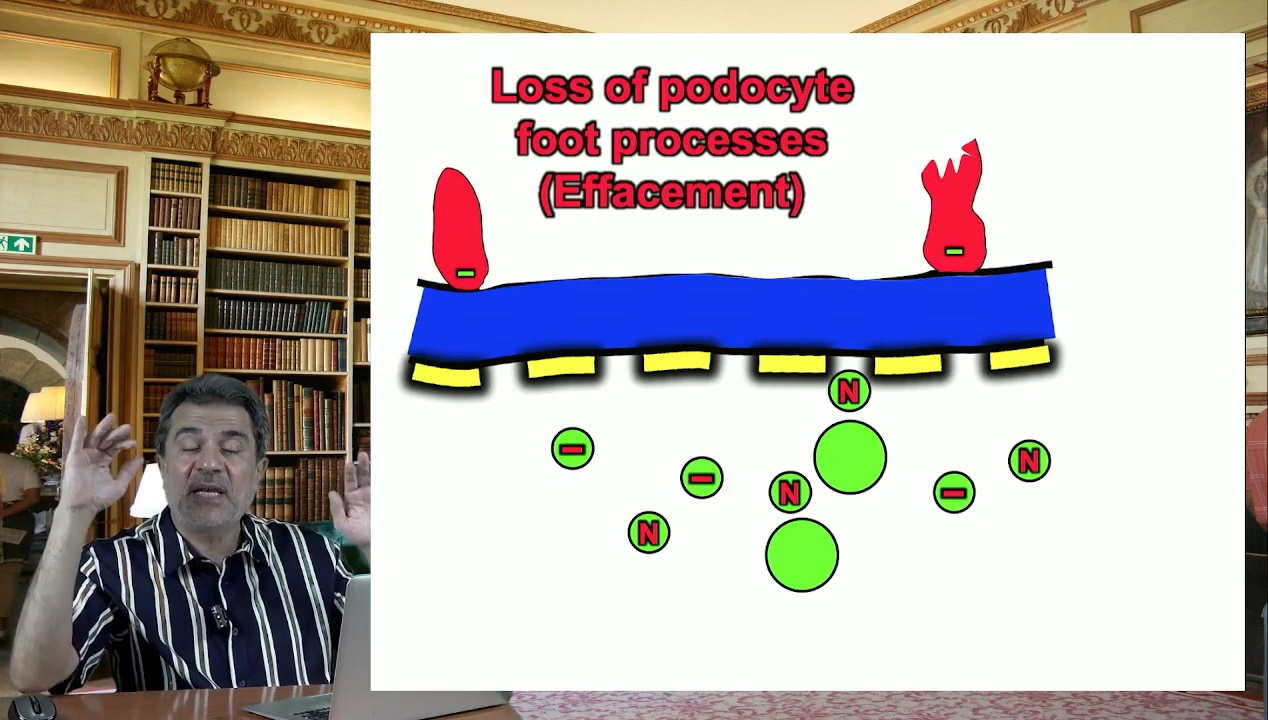 Loss of podocyte
foot processes
(Effacement)
-
-
N
-
-
N
N
-
N